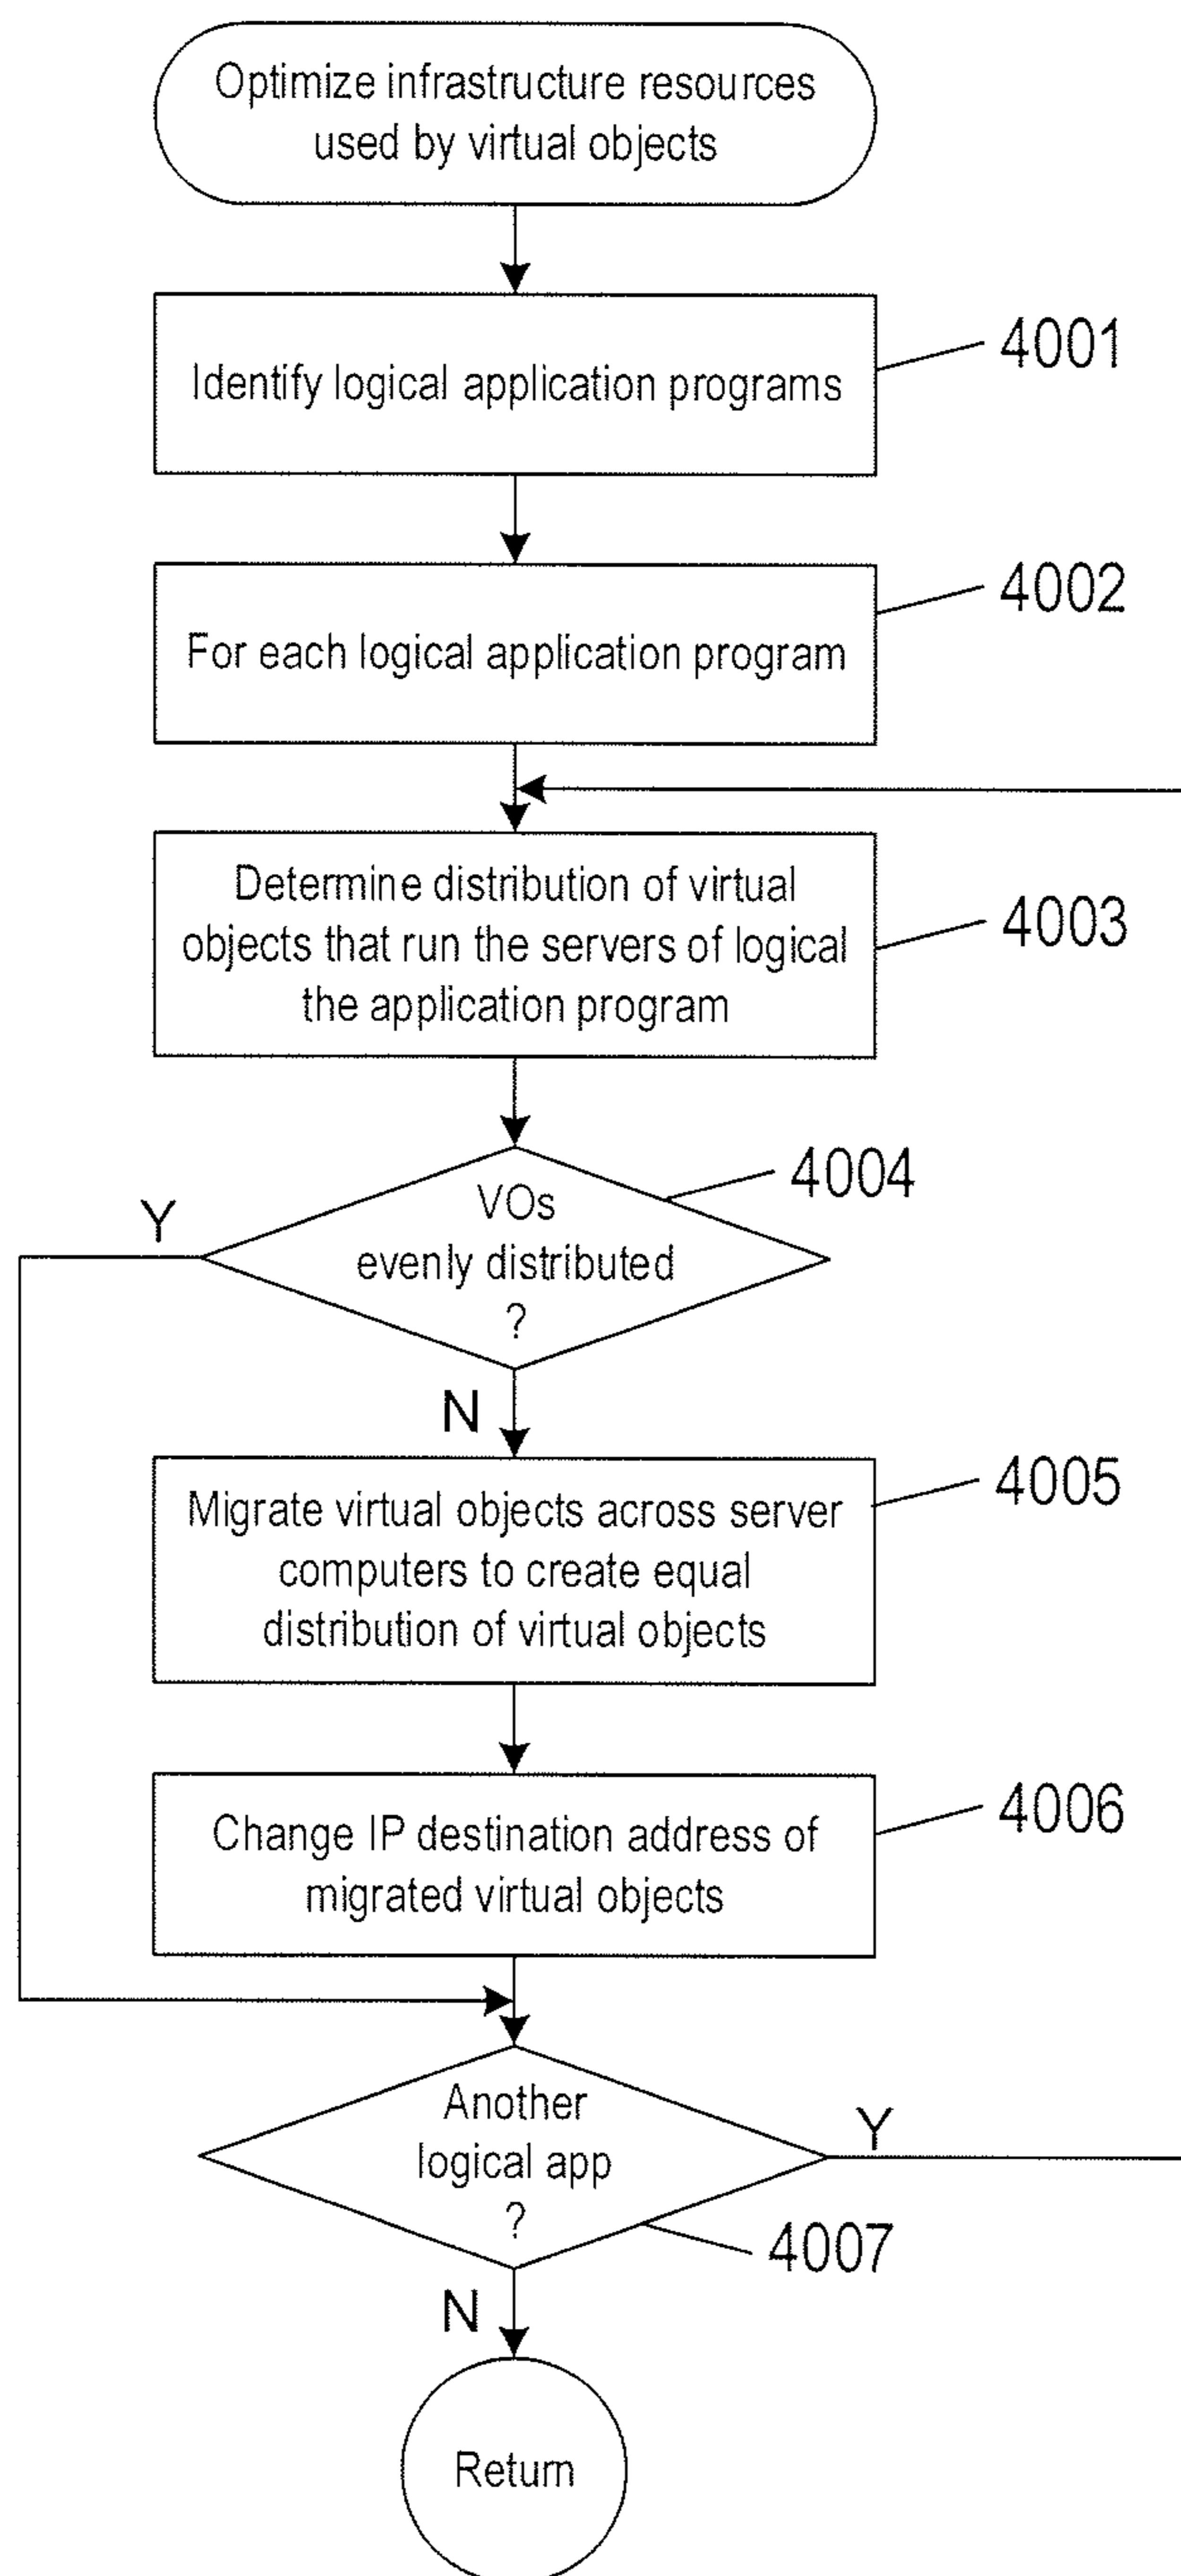 Optimize infrastructure resources
used by virtual objects
Identify logical application programs
4001
For each logical application program
4002
Determine distribution of virtual
objects that run the servers of logical
the application program
4003
VOs
evenly distributed
?
4004
Y
N
Migrate virtual objects across server
computers to create equal
distribution of virtual objects
4005
Change IP destination address of
migrated virtual objects
4006
Another
logical app
?
Y
4007
N
Return